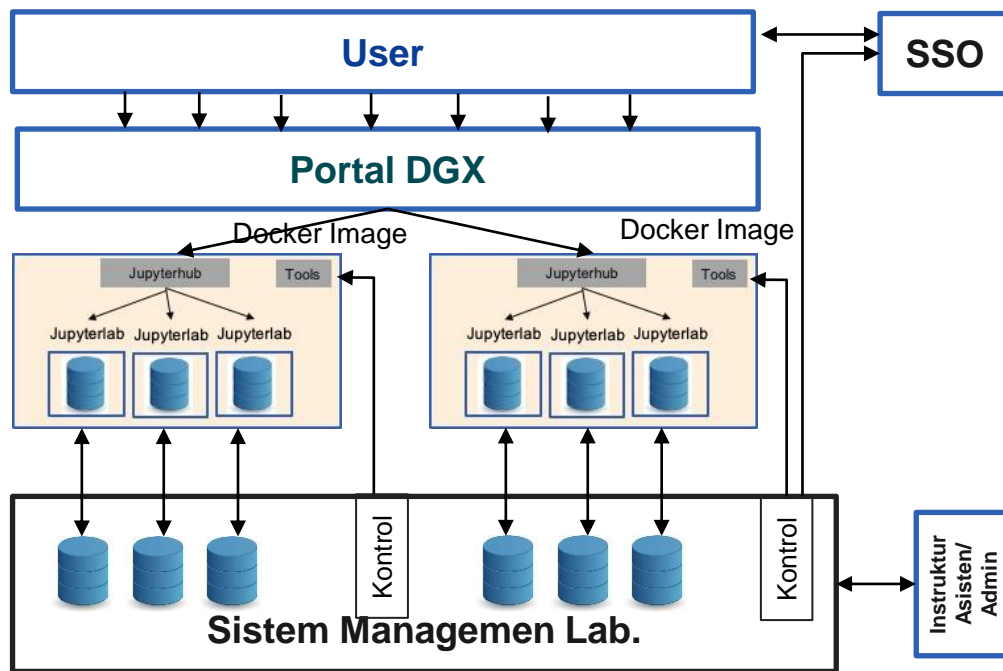 User
SSO
Portal DGX
Docker Image
Docker Image
Jupyterhub
Tools
Jupyterlab
Jupyterlab
Jupyterlab
Jupyterhub
Tools
Jupyterlab
Jupyterlab
Jupyterlab
Kontrol
Kontrol
Sistem Managemen Lab.
Instruktur
Asisten/
Admin